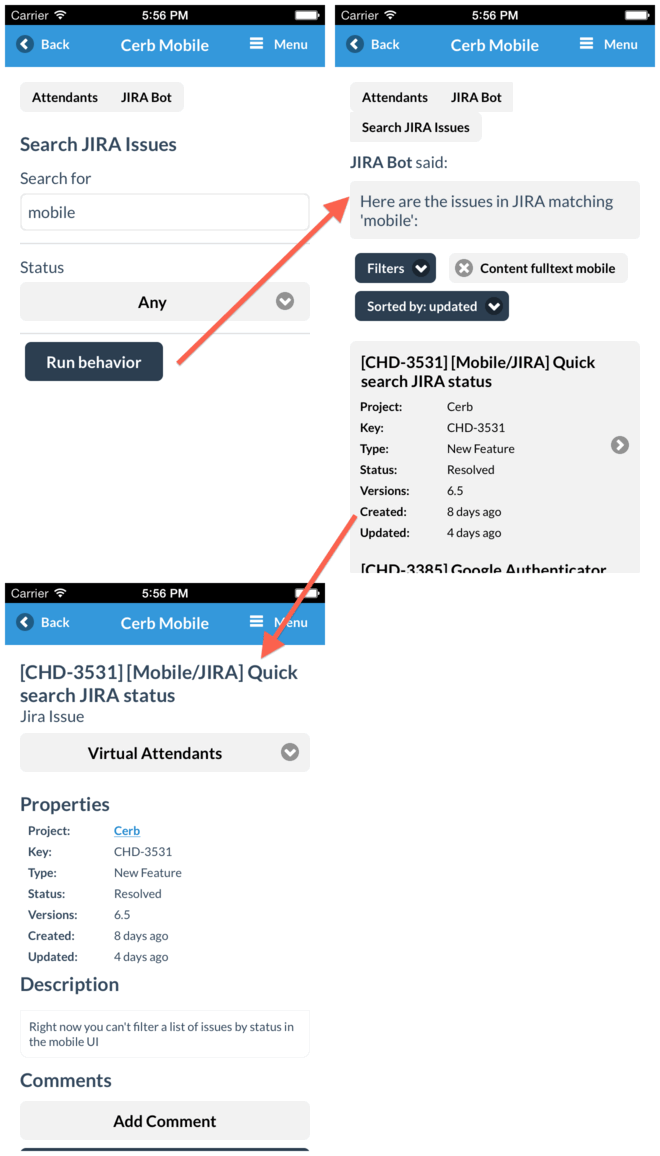 Carrier 5:56 PM
Back Cerb Mobile Menu
Attendants JIRA Bot
Search JIRA Issues
Search for
mobile
Status
Any
Run behavior
Carrier 5:56 PM
Back Cerb Mobile Menu
Attendants JIRA Bot
Search JIRA Issues
JIRA Bot said:
Here are the issues in JIRA matching
'mobile':
Filters Content fulltext mobile
Sorted by: updated
[CHD-3531] [Mobile/JIRA] Quick
search JIRA status
Project: Cerb
Key: CHD-3531
Type: New Feature
Status: Resolved
Versions: 6.5
Created: 8 days ago
Updated: 4 days ago
[CHD-3385] Google Authenticator
Carrier 5:56 PM
Back Cerb Mobile Menu
[CHD-3531] [Mobile/JIRA] Quick
search JIRA status
Jira Issue
Virtual Attendants
Properties
Project: Cerb
Key: CHD-3531
Type: New Feature
Status: Resolved
Versions: 6.5
Created: 8 days ago
Updated: 4 days ago
Description
Right now you can't filter a list of issues by status in
the mobile UI
Comments
Add Comment